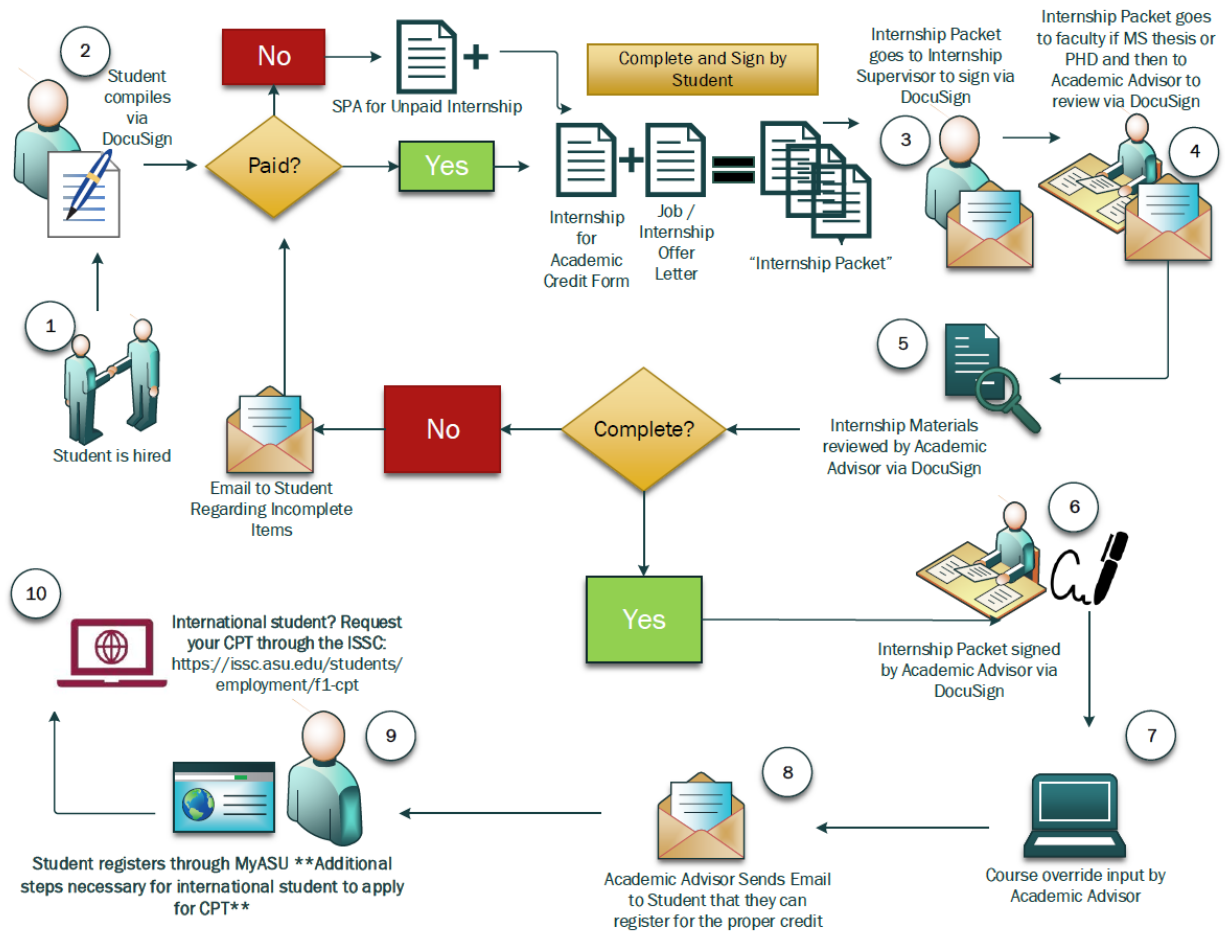 2
Student
compiles
via
DocuSign
No
SPA for Unpaid Internship
+
Complete and Sign by
Student
Internship Packet
goes to Internship
Supervisor to sign via
DocuSign
Internship Packet goes
to faculty if MS thesis or
PHD and then to
Academic Advisor to
review via DocuSign
Paid?
Yes
+
=
3
4
Internship
for
Academic
Credit Form
Job /
Internship
Offer
Letter
“Internship Packet”
1
Student is hired
5
Internship Materials
reviewed by Academic
Advisor via DocuSign
Complete?
No
Email to Student
Regarding Incomplete
Items
Yes
6
Internship Packet signed
by Academic Advisor via
DocuSign
7
Course override input by
Academic Advisor
8
Academic Advisor Sends Email
to Student that they can
register for the proper credit
9
Student registers through MyASU **Additional
steps necessary for international student to apply
for CPT**
10
International student? Request
your CPT through the ISSC:
https://issc.asu.edu/students/
employment/f1-cpt